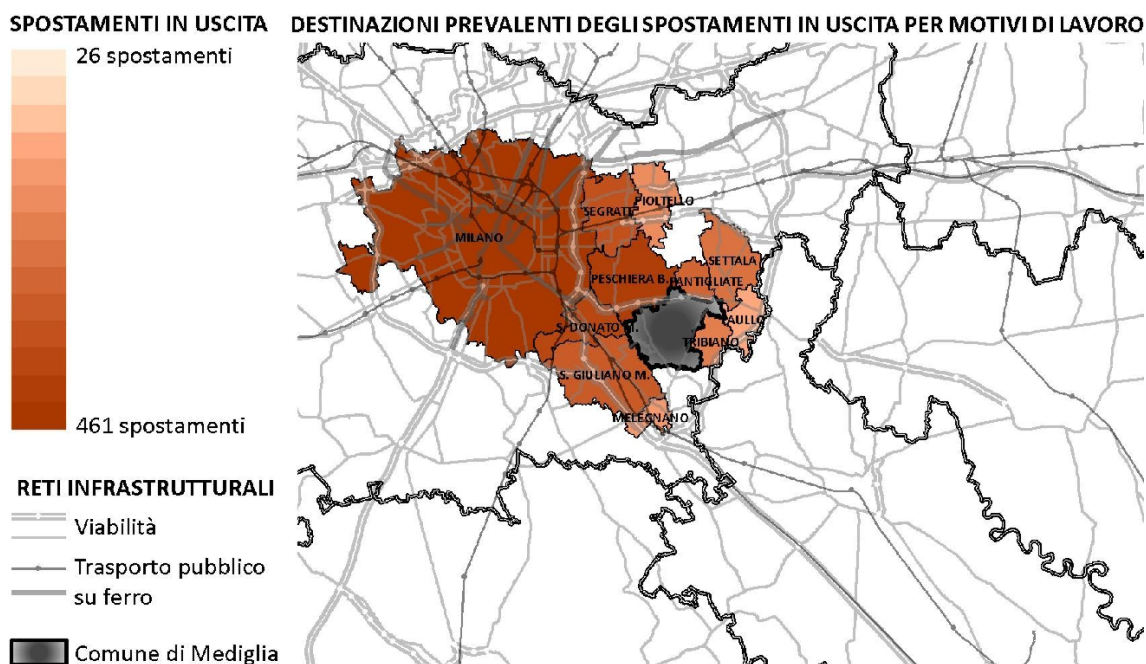 SPOSTAMENTI IN USCITA
DESTINAZIONI PREVALENTI DEGLI SPOSTAMENTI IN USCITA PER MOTIVI DI LAVORO
26 spostamenti
461 spostamenti
RETI INFRASTRUTTURALI
Viabilità
Trasporto pubblico
su ferro
Comune di Mediglia
PIOLTELLO
SEGRATE
MILANO
SETTALA
PESCHIERA B.
PANTIGLIATE
PAULLO
S. DONATO M.
TRIBIANO
S. GIULIANO M.
MELEGNANO